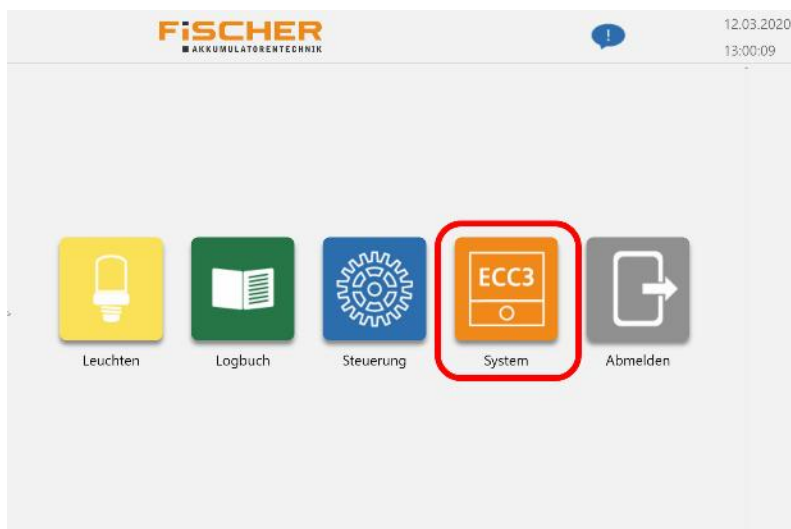 FiSCHER
AKKUMULATORENTECHNIK
!
12.03.2020
13:00:09
ECC3
Leuchten
Logbuch
Steuerung
System
Abmelden